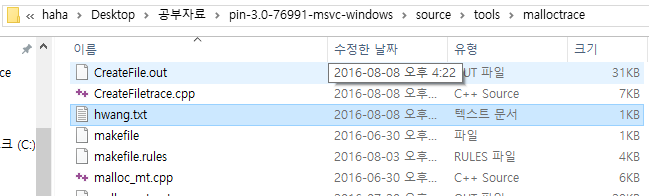 haha > Desktop > 공부자료 > pin-3.0-76991-msvc-windows > source > tools > malloctrace
이름 수정한 날짜 유형 크기
CreateFile.out 2016-08-08 오후 4:22 UT 파일 31KB
CreateFiletrace.cpp 2016-08-08 오후... C++ Source 7KB
hwang.txt 2016-08-08 오후... 텍스트 문서 1KB
makefile 2016-06-30 오후... 파일 1KB
크 (C:)
makefile.rules 2016-08-03 오후... RULES 파일 4KB
malloc_mt.cpp 2016-06-30 오후... C++ Source 6KB